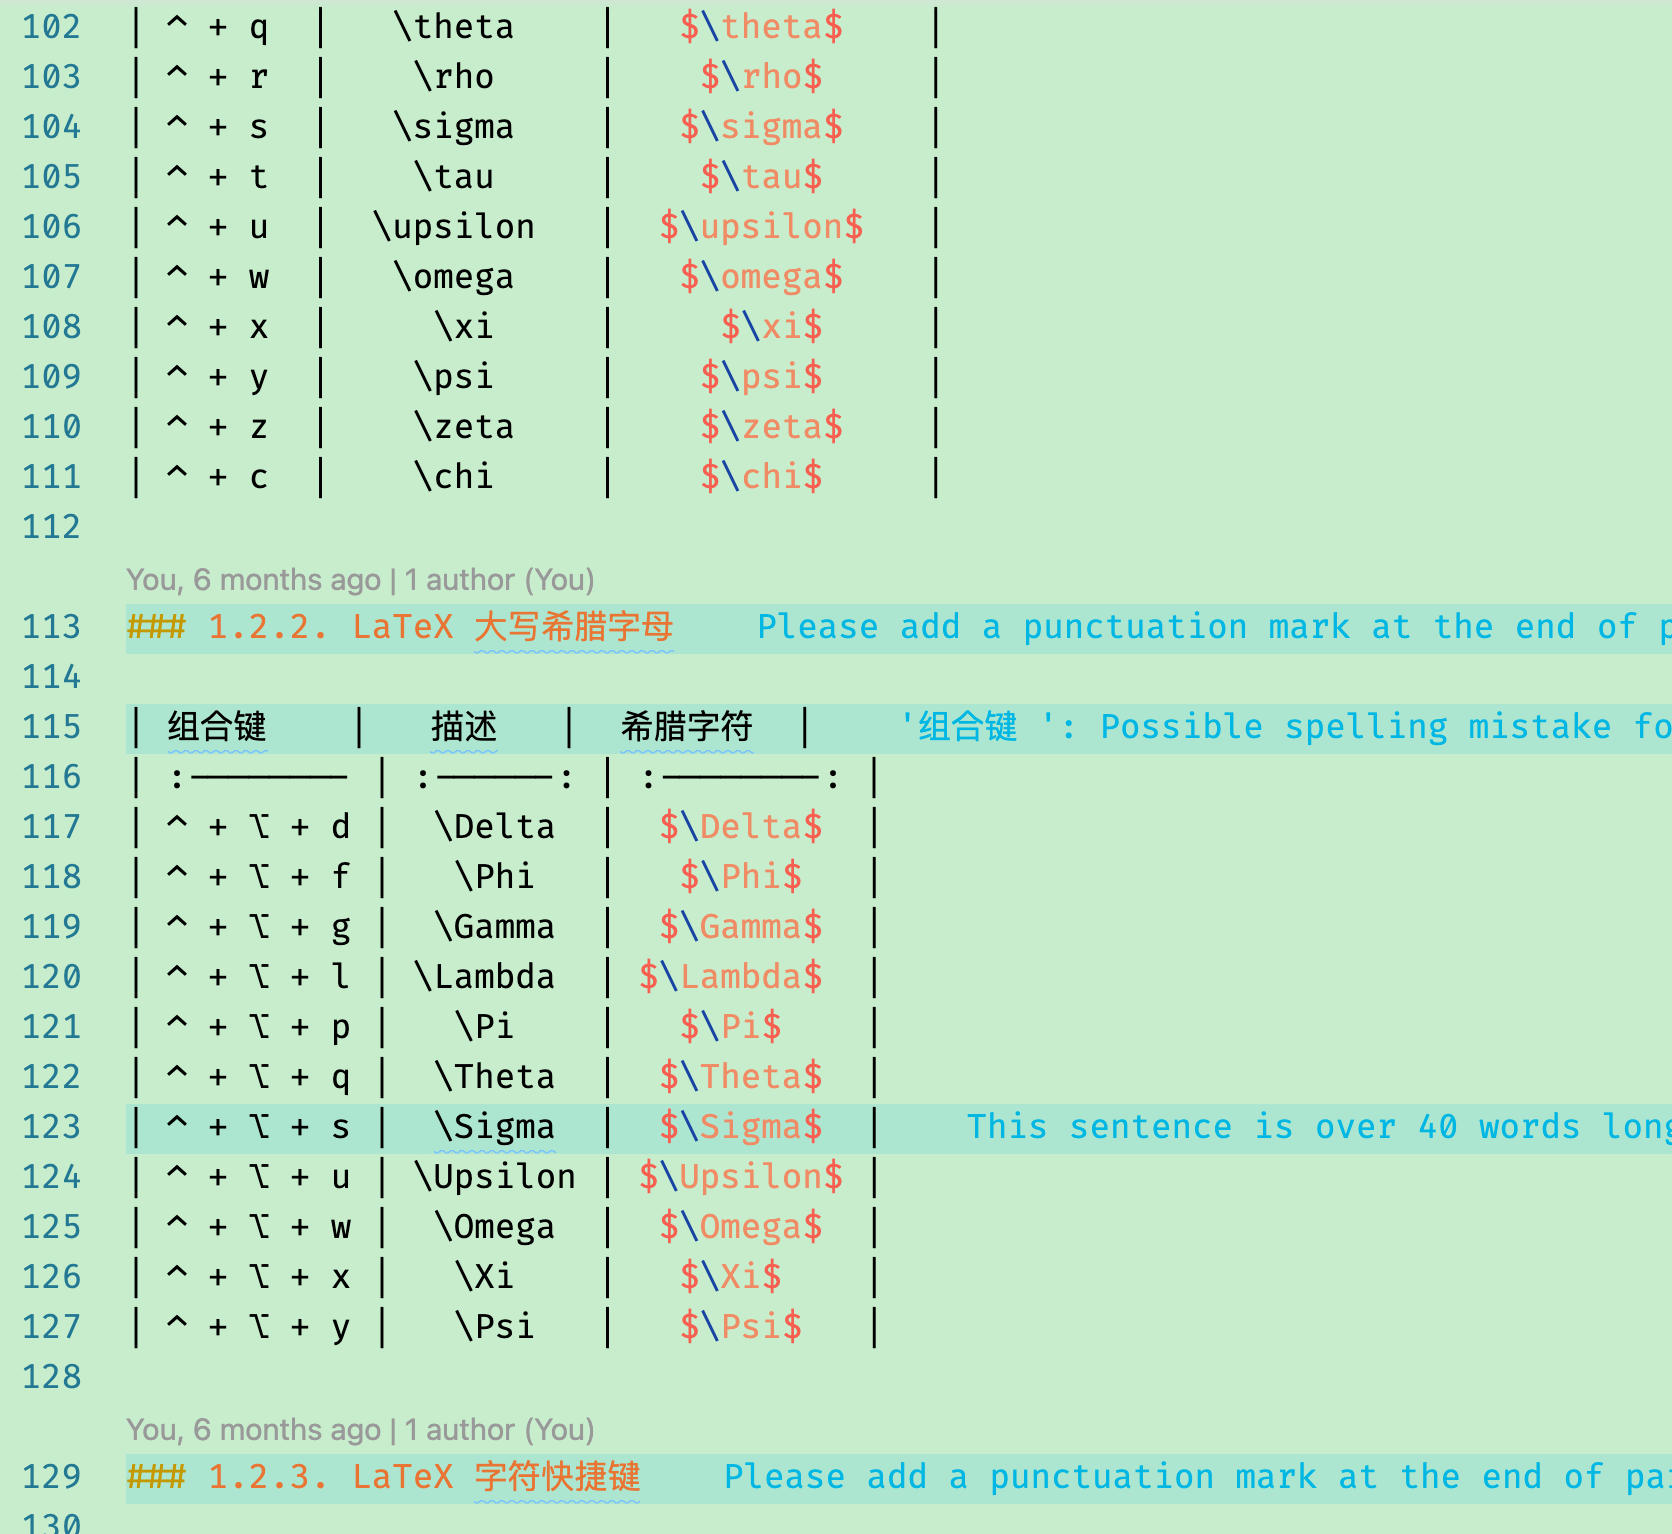 102 | ^ + q | \theta | $\theta$ |
103 | ^ + r | \rho | $\rho$ |
104 | ^ + s | \sigma | $\sigma$ |
105 | ^ + t | \tau | $\tau$ |
106 | ^ + u | \upsilon | $\upsilon$ |
107 | ^ + w | \omega | $\omega$ |
108 | ^ + x | \xi | $\xi$ |
109 | ^ + y | \psi | $\psi$ |
110 | ^ + z | \zeta | $\zeta$ |
111 | ^ + c | \chi | $\chi$ |
112
You, 6 months ago | 1 author (You)
113 ### 1.2.2. LaTeX 大写希腊字母 Please add a punctuation mark at the end of
114
115 | 组合键 | 描述 | 希腊字符 | '组合键 ': Possible spelling mistake
116 | :-------- | :------: | :--------: |
117 | ^ + ⌥ + d | \Delta | $\Delta$ |
118 | ^ + ⌥ + f | \Phi | $\Phi$ |
119 | ^ + ⌥ + g | \Gamma | $\Gamma$ |
120 | ^ + ⌥ + l | \Lambda | $\Lambda$ |
121 | ^ + ⌥ + p | \Pi | $\Pi$ |
122 | ^ + ⌥ + q | \Theta | $\Theta$ |
123 | ^ + ⌥ + s | \Sigma | $\Sigma$ | This sentence is over 40 words long
124 | ^ + ⌥ + u | \Upsilon | $\Upsilon$ |
125 | ^ + ⌥ + w | \Omega | $\Omega$ |
126 | ^ + ⌥ + x | \Xi | $\Xi$ |
127 | ^ + ⌥ + y | \Psi | $\Psi$ |
128
You, 6 months ago | 1 author (You)
129 ### 1.2.3. LaTeX 字符快捷键 Please add a punctuation mark at the end of
130